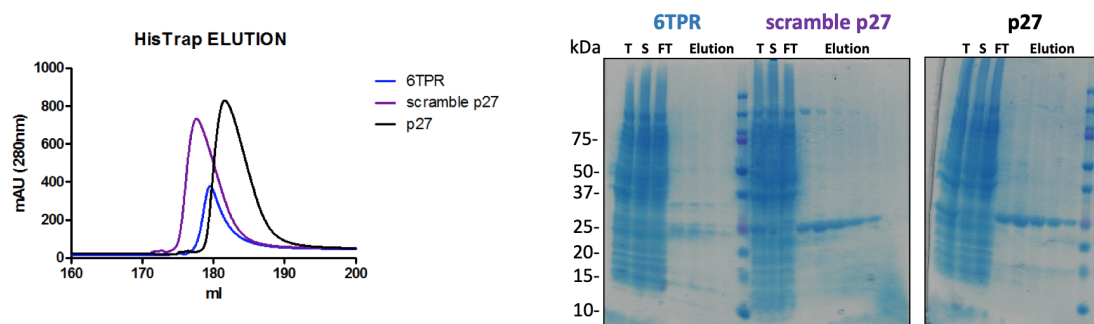 HisTrap ELUTION
mAU (280nm)
1000
800
600
400
200
0
160
170
180
190
200
ml
6TPR
scramble p27
p27
6TPR
scramble p27
p27
kDa
T S FT Elution
T S FT Elution
T S FT Elution
75-
50-
37-
25-
20-
15-
10-